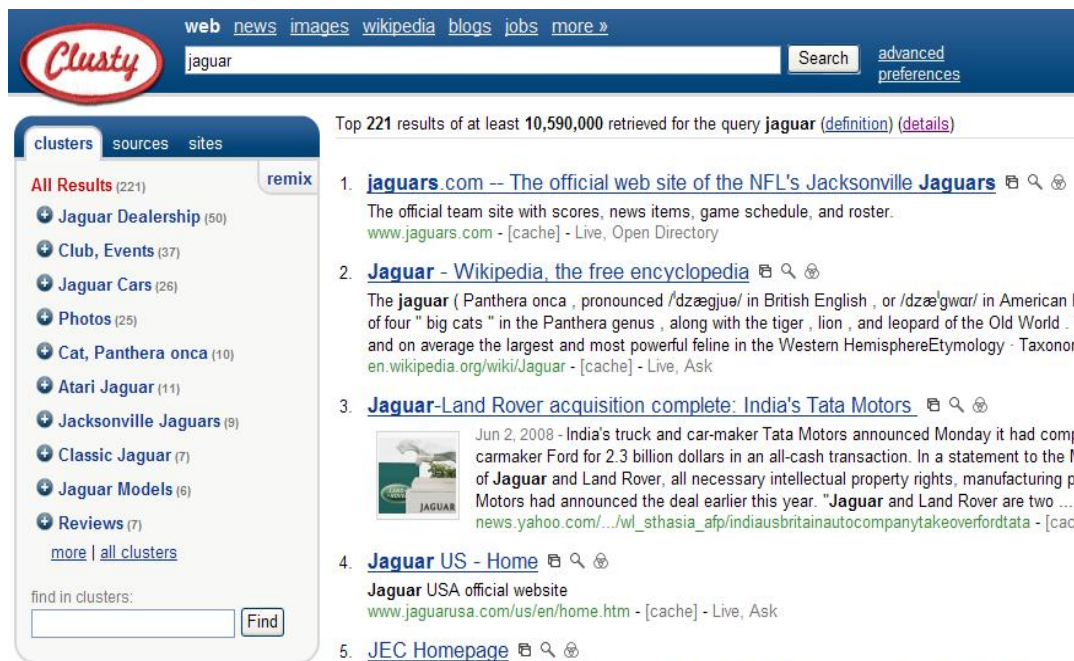 web news images wikipedia blogs jobs more »
Clusty
jaguar
Search
advanced
preferences
clusters sources sites
remix
All Results (221)
Jaguar Dealership (50)
Club, Events (37)
Jaguar Cars (26)
Photos (25)
Cat, Panthera onca (10)
Atari Jaguar (11)
Jacksonville Jaguars (9)
Classic Jaguar (7)
Jaguar Models (6)
Reviews (7)
more | all clusters
find in clusters:
Find
Top 221 results of at least 10,590,000 retrieved for the query jaguar (definition) (details)
1. jaguars.com -- The official web site of the NFL's Jacksonville Jaguars
The official team site with scores, news items, game schedule, and roster.
www.jaguars.com - [cache] - Live, Open Directory
2. Jaguar - Wikipedia, the free encyclopedia
The jaguar ( Panthera onca , pronounced /ˈdzægjuə/ in British English , or /dzæˈgwɑr/ in American
of four " big cats " in the Panthera genus , along with the tiger , lion , and leopard of the Old World .
and on average the largest and most powerful feline in the Western HemisphereEtymology · Taxonor
en.wikipedia.org/wiki/Jaguar - [cache] - Live, Ask
3. Jaguar-Land Rover acquisition complete: India's Tata Motors
Jun 2, 2008 - India's truck and car-maker Tata Motors announced Monday it had comp
carmaker Ford for 2.3 billion dollars in an all-cash transaction. In a statement to the
of Jaguar and Land Rover, all necessary intellectual property rights, manufacturing p
JAGUAR
Motors had announced the deal earlier this year. "Jaguar and Land Rover are two ...
news.yahoo.com/.../wl_sthasia_afp/indiausbritainautocompanytakeoverfordtata - [cac
4. Jaguar US - Home
Jaguar USA official website
www.jaguarusa.com/us/en/home.htm - [cache] - Live, Ask
5. JEC Homepage